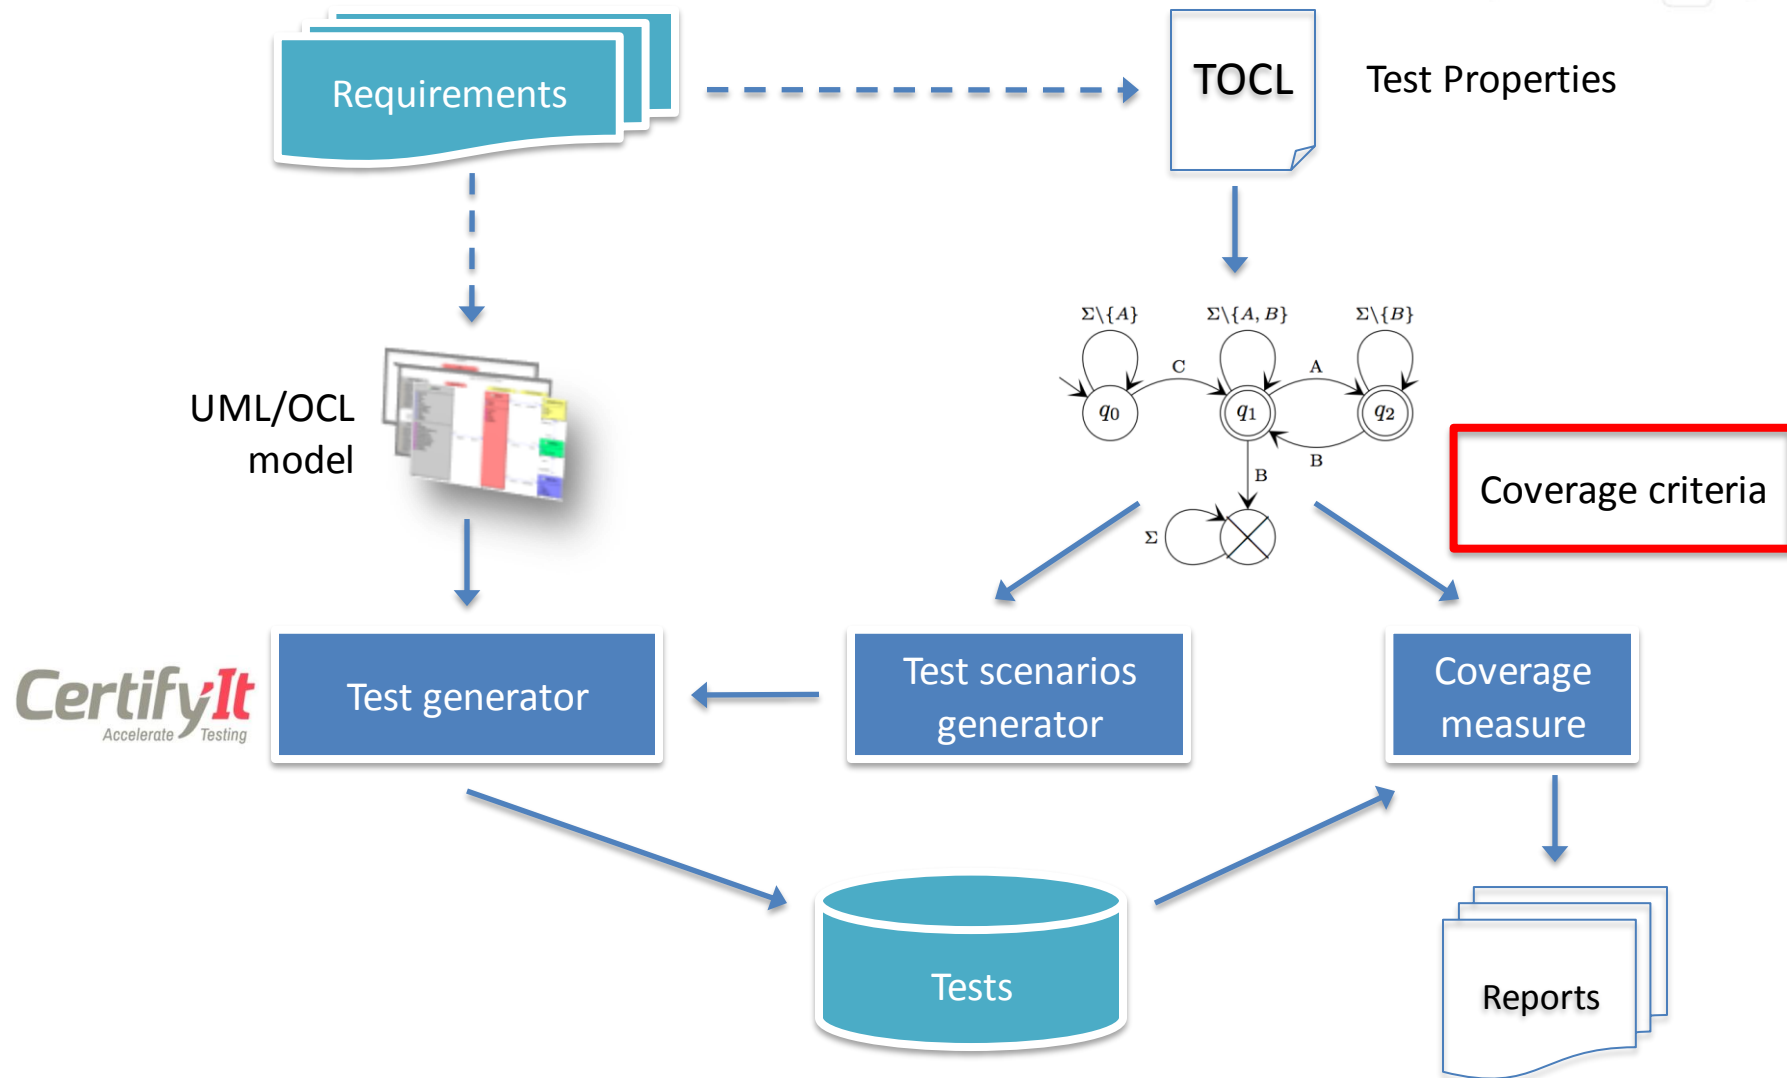 Requirements
TOCL
Test Properties
Σ\{A}
Σ\{A, B}
Σ\{B}
C
A
q0
q1
q2
B
B
Σ
UML/OCL
model
Coverage criteria
CertifyIt
Accelerate Testing
Test generator
Test scenarios
generator
Coverage
measure
Tests
Reports